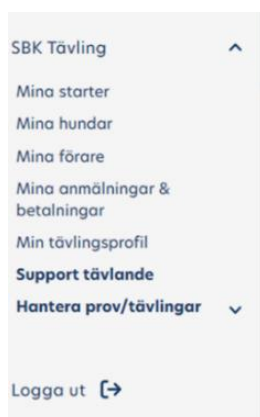 SBK Tävling
Mina starter
Mina hundar
Mina förare
Mina anmälningar &
betalningar
Min tävlingsprofil
Support tävlande
Hantera prov/tävlingar
Logga ut